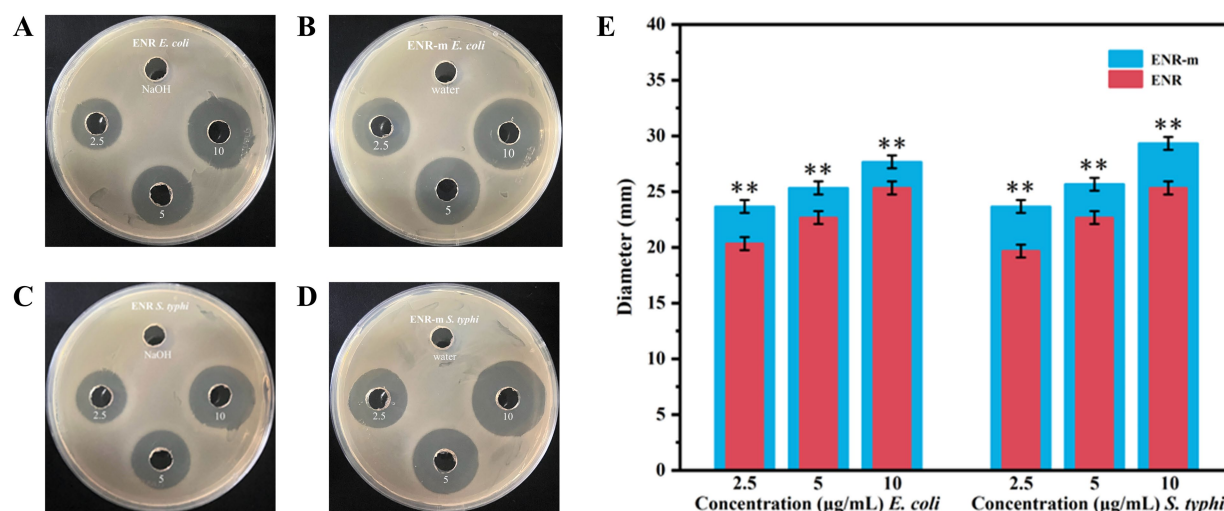 A
ENR E. coli
NaOH
2.5
10
5
B
ENR-m E. coli
water
2.5
10
5
C
ENR S. typhi
NaOH
2.5
10
5
D
ENR-m S. typhi
water
2.5
10
5
E
40
35
30
25
20
15
10
5
0
Diameter (mm)
ENR-m
ENR
** ** ** ** ** **
2.5 5 10 2.5 5 10
Concentration (μg/mL) E. coli Concentration (μg/mL) S. typhi